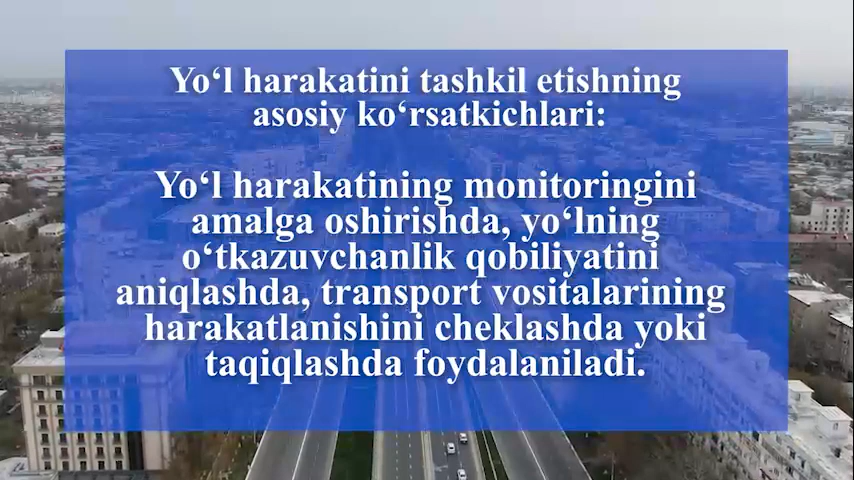 Yo‘l harakatini tashkil etishning
asosiy ko‘rsatkichlari:
Yo‘l harakatining monitoringini
amalga oshirishda, yo‘lning
o‘tkazuvchanlik qobiliyatini
aniqlashda, transport vositalarining
harakatlanishini cheklashda yoki
taqiqlashda foydalaniladi.